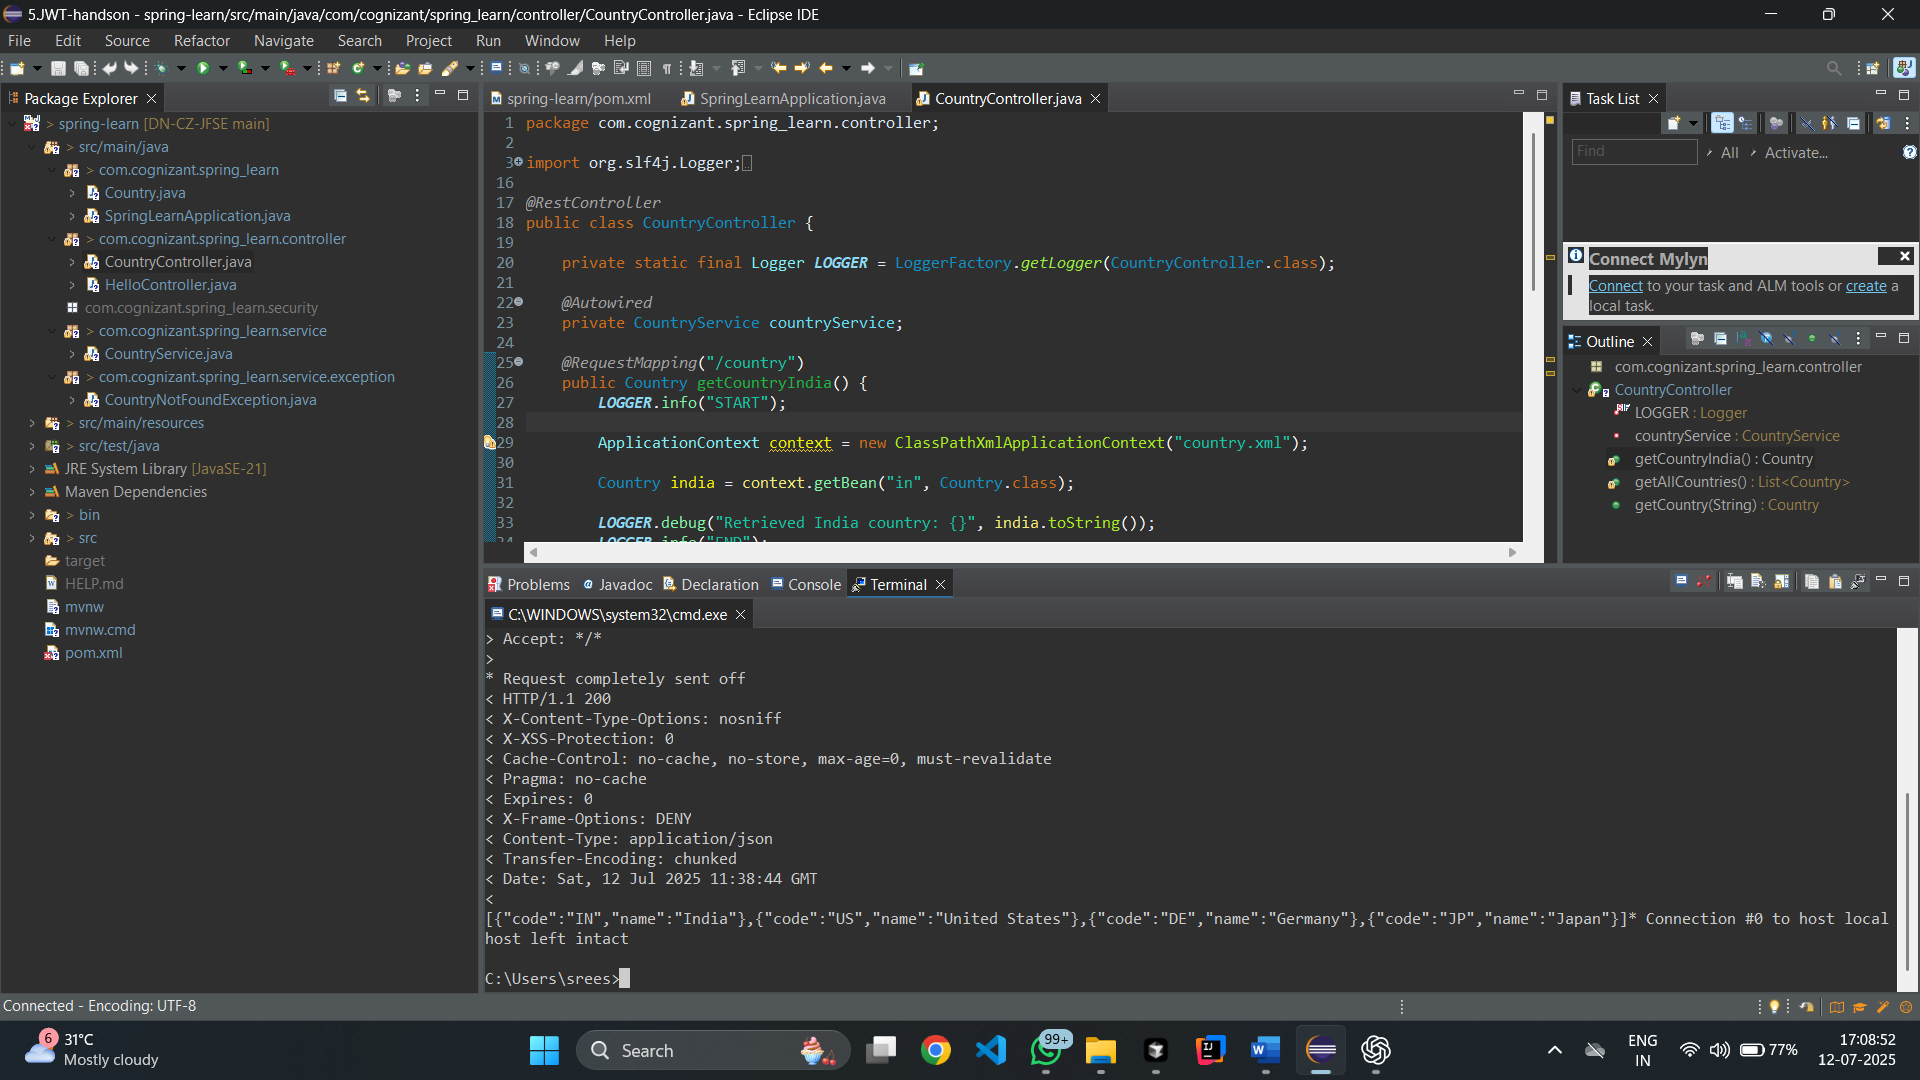 5.JWT-handson - spring-learn/src/main/java/com/cognizant/spring_learn/controller/CountryController.java - Eclipse IDE
File Edit Source Refactor Navigate Search Project Run Window Help
Package Explorer
> spring-learn [DN-CZ-JFSE main]
> src/main/java
> com.cognizant.spring_learn
> Country.java
> SpringLearnApplication.java
> com.cognizant.spring_learn.controller
> CountryController.java
> HelloController.java
com.cognizant.spring_learn.security
> com.cognizant.spring_learn.service
> CountryService.java
> com.cognizant.spring_learn.service.exception
> CountryNotFoundException.java
> > src/main/resources
> > src/test/java
> JRE System Library [JavaSE-21]
> Maven Dependencies
> > bin
> > src
target
HELP.md
mvnw
mvnw.cmd
pom.xml
spring-learn/pom.xml SpringLearnApplication.java CountryController.java
1 package com.cognizant.spring_learn.controller;
2
3 import org.slf4j.Logger;
16
17 @RestController
18 public class CountryController {
19
20 private static final Logger LOGGER = LoggerFactory.getLogger(CountryController.class);
21
22 @Autowired
23 private CountryService countryService;
24
25 @RequestMapping("/country")
26 public Country getCountryIndia() {
27 LOGGER.info("START");
28
29 ApplicationContext context = new ClassPathXmlApplicationContext("country.xml");
30
31 Country india = context.getBean("in", Country.class);
32
33 LOGGER.debug("Retrieved India country: {}", india.toString());
34 LOGGER.info("END");
Task List
Find > All > Activate...
Connect Mylyn
Connect to your task and ALM tools or create a
local task.
Outline
com.cognizant.spring_learn.controller
CountryController
LOGGER : Logger
countryService : CountryService
getCountryIndia() : Country
getAllCountries() : List<Country>
getCountry(String) : Country
Problems Javadoc Declaration Console Terminal
C:\WINDOWS\system32\cmd.exe
> Accept: */*
>
* Request completely sent off
< HTTP/1.1 200
< X-Content-Type-Options: nosniff
< X-XSS-Protection: 0
< Cache-Control: no-cache, no-store, max-age=0, must-revalidate
< Pragma: no-cache
< Expires: 0
< X-Frame-Options: DENY
< Content-Type: application/json
< Transfer-Encoding: chunked
< Date: Sat, 12 Jul 2025 11:38:44 GMT
<
[{"code":"IN","name":"India"},{"code":"US","name":"United States"},{"code":"DE","name":"Germany"},{"code":"JP","name":"Japan"}]* Connection #0 to host local
host left intact
C:\Users\srees>
Connected - Encoding: UTF-8
6
31°C
Mostly cloudy
Search
99+
ENG
IN
77%
17:08:52
12-07-2025